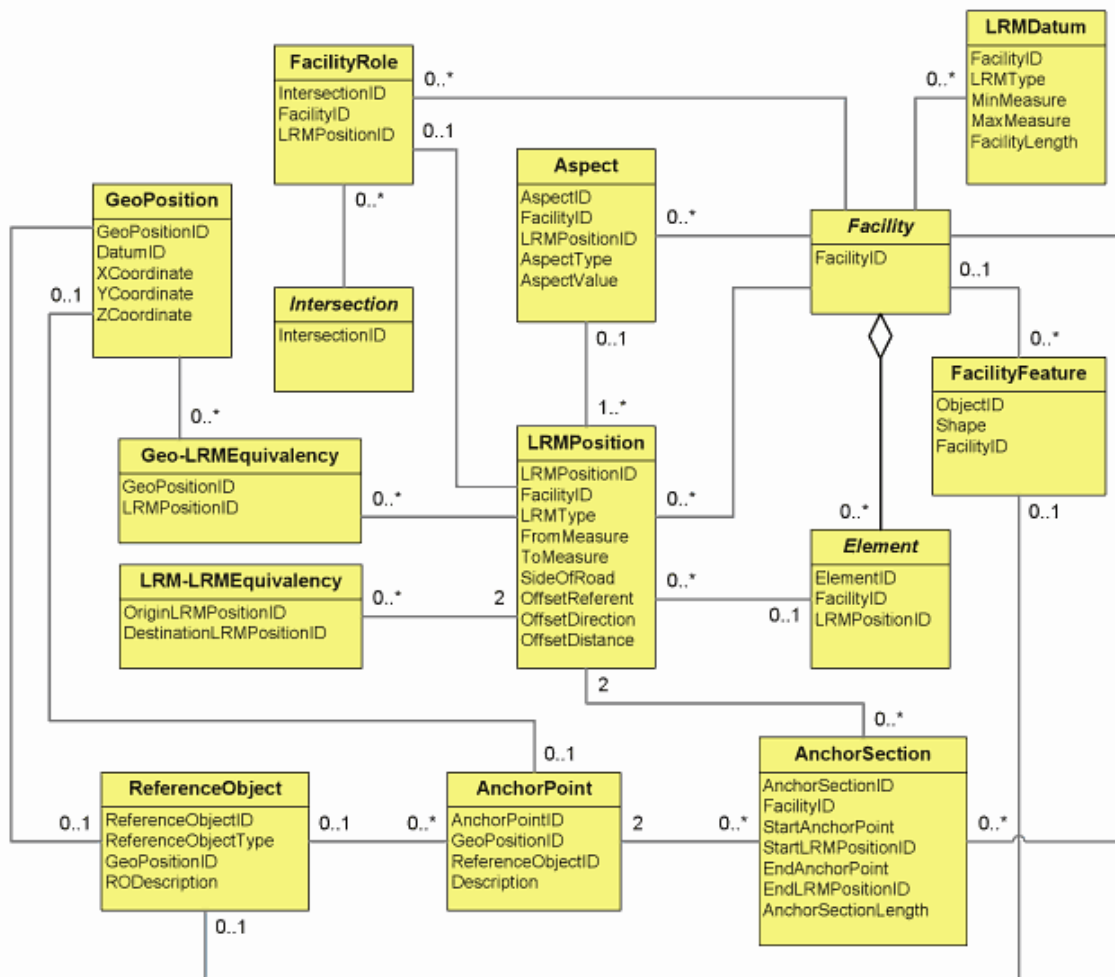 LRMDatum
FacilityID
LRMType
MinMeasure
MaxMeasure
FacilityLength
0..*
FacilityRole
IntersectionID
FacilityID
LRMPositionID
0..*
0..1
0..*
Aspect
AspectID
FacilityID
LRMPositionID
AspectType
AspectValue
0..*
0..1
GeoPosition
GeoPositionID
DatumID
XCoordinate
YCoordinate
ZCoordinate
0..1
0..*
Facility
FacilityID
0..1
Intersection
IntersectionID
0..*
FacilityFeature
ObjectID
Shape
FacilityID
0..1
1..*
LRMPosition
LRMPositionID
FacilityID
LRMType
FromMeasure
ToMeasure
SideOfRoad
OffsetReferent
OffsetDirection
OffsetDistance
0..*
0..*
Geo-LRMEquivalency
GeoPositionID
LRMPositionID
0..*
LRM-LRMEquivalency
OriginLRMPositionID
DestinationLRMPositionID
0..*
2
0..*
Element
ElementID
FacilityID
LRMPositionID
0..1
2
0..*
AnchorSection
AnchorSectionID
FacilityID
StartAnchorPoint
StartLRMPositionID
EndAnchorPoint
EndLRMPositionID
AnchorSectionLength
0..*
0..*
0..1
AnchorPoint
AnchorPointID
GeoPositionID
ReferenceObjectID
Description
2
0..*
ReferenceObject
ReferenceObjectID
ReferenceObjectType
GeoPositionID
RODescription
0..1
0..1
0..1